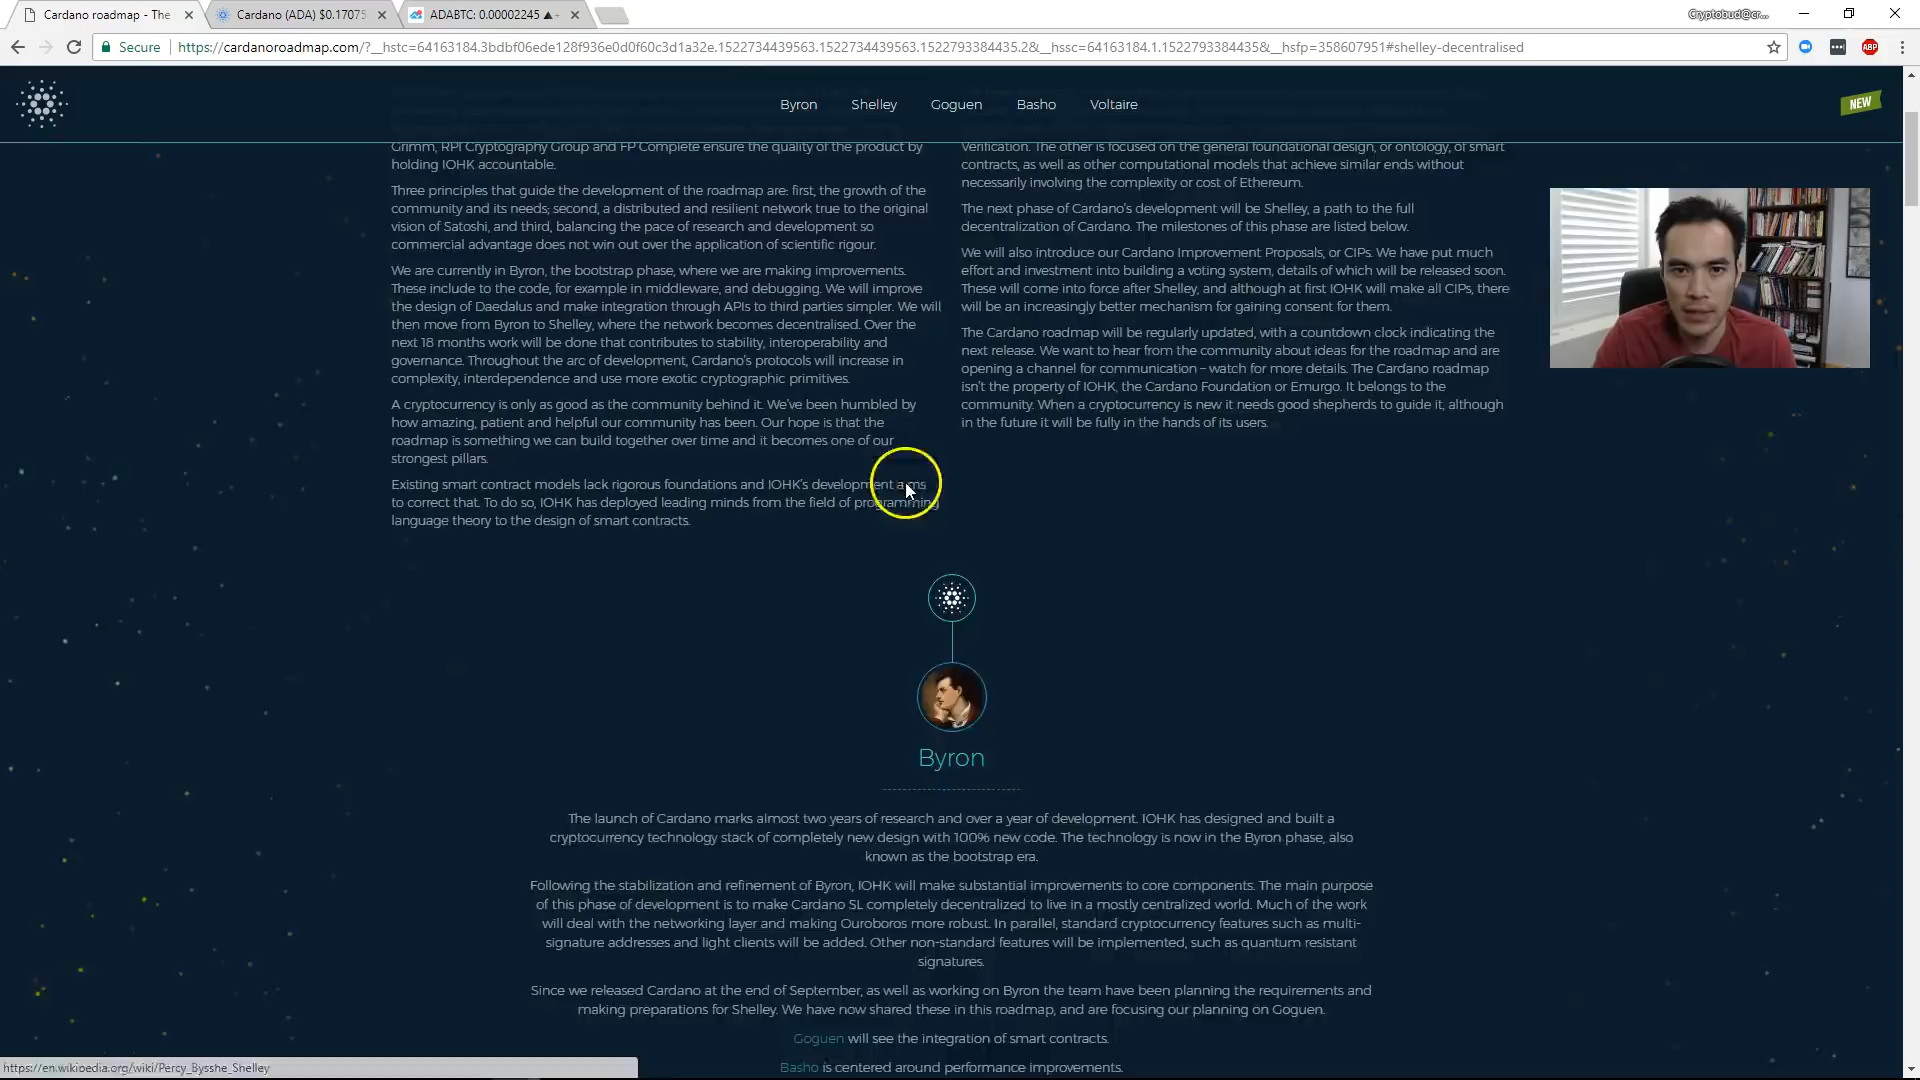 Cardano roadmap - The
Cardano (ADA) $0.17075
ADABTC: 0.00002245 ▲
Cryptobud@cr...
Secure
https://cardanoroadmap.com/?__hstc=64163184.3bdbf06ede128f936e0d0f60c3d1a32e.1522734439563.1522734439563.1522793384435.2&__hssc=64163184.1.1522793384435&__hsfp=358607951#shelley-decentralised
ABP
Byron
Shelley
Goguen
Basho
Voltaire
NEW
Grimm, RPI Cryptography Group and FP Complete ensure the quality of the product by
holding IOHK accountable.
Three principles that guide the development of the roadmap are: first, the growth of the
community and its needs; second, a distributed and resilient network true to the original
vision of Satoshi, and third, balancing the pace of research and development so
commercial advantage does not win out over the application of scientific rigour.
We are currently in Byron, the bootstrap phase, where we are making improvements.
These include to the code, for example in middleware, and debugging. We will improve
the design of Daedalus and make integration through APIs to third parties simpler. We will
then move from Byron to Shelley, where the network becomes decentralised. Over the
next 18 months work will be done that contributes to stability, interoperability and
governance. Throughout the arc of development, Cardano's protocols will increase in
complexity, interdependence and use more exotic cryptographic primitives.
A cryptocurrency is only as good as the community behind it. We've been humbled by
how amazing, patient and helpful our community has been. Our hope is that the
roadmap is something we can build together over time and it becomes one of our
strongest pillars.
Existing smart contract models lack rigorous foundations and IOHK's development aims
to correct that. To do so, IOHK has deployed leading minds from the field of programming
language theory to the design of smart contracts.
verification. The other is focused on the general foundational design, or ontology, of smart
contracts, as well as other computational models that achieve similar ends without
necessarily involving the complexity or cost of Ethereum.
The next phase of Cardano's development will be Shelley, a path to the full
decentralization of Cardano. The milestones of this phase are listed below.
We will also introduce our Cardano Improvement Proposals, or CIPs. We have put much
effort and investment into building a voting system, details of which will be released soon.
These will come into force after Shelley, and although at first IOHK will make all CIPs, there
will be an increasingly better mechanism for gaining consent for them.
The Cardano roadmap will be regularly updated, with a countdown clock indicating the
next release. We want to hear from the community about ideas for the roadmap and are
opening a channel for communication – watch for more details. The Cardano roadmap
isn't the property of IOHK, the Cardano Foundation or Emurgo. It belongs to the
community. When a cryptocurrency is new it needs good shepherds to guide it, although
in the future it will be fully in the hands of its users.
Byron
The launch of Cardano marks almost two years of research and over a year of development. IOHK has designed and built a
cryptocurrency technology stack of completely new design with 100% new code. The technology is now in the Byron phase, also
known as the bootstrap era.
Following the stabilization and refinement of Byron, IOHK will make substantial improvements to core components. The main purpose
of this phase of development is to make Cardano SL completely decentralized to live in a mostly centralized world. Much of the work
will deal with the networking layer and making Ouroboros more robust. In parallel, standard cryptocurrency features such as multi-
signature addresses and light clients will be added. Other non-standard features will be implemented, such as quantum resistant
signatures.
Since we released Cardano at the end of September, as well as working on Byron the team have been planning the requirements and
making preparations for Shelley. We have now shared these in this roadmap, and are focusing our planning on Goguen.
Goguen will see the integration of smart contracts.
Basho is centered around performance improvements.
https://en.wikipedia.org/wiki/Percy_Bysshe_Shelley